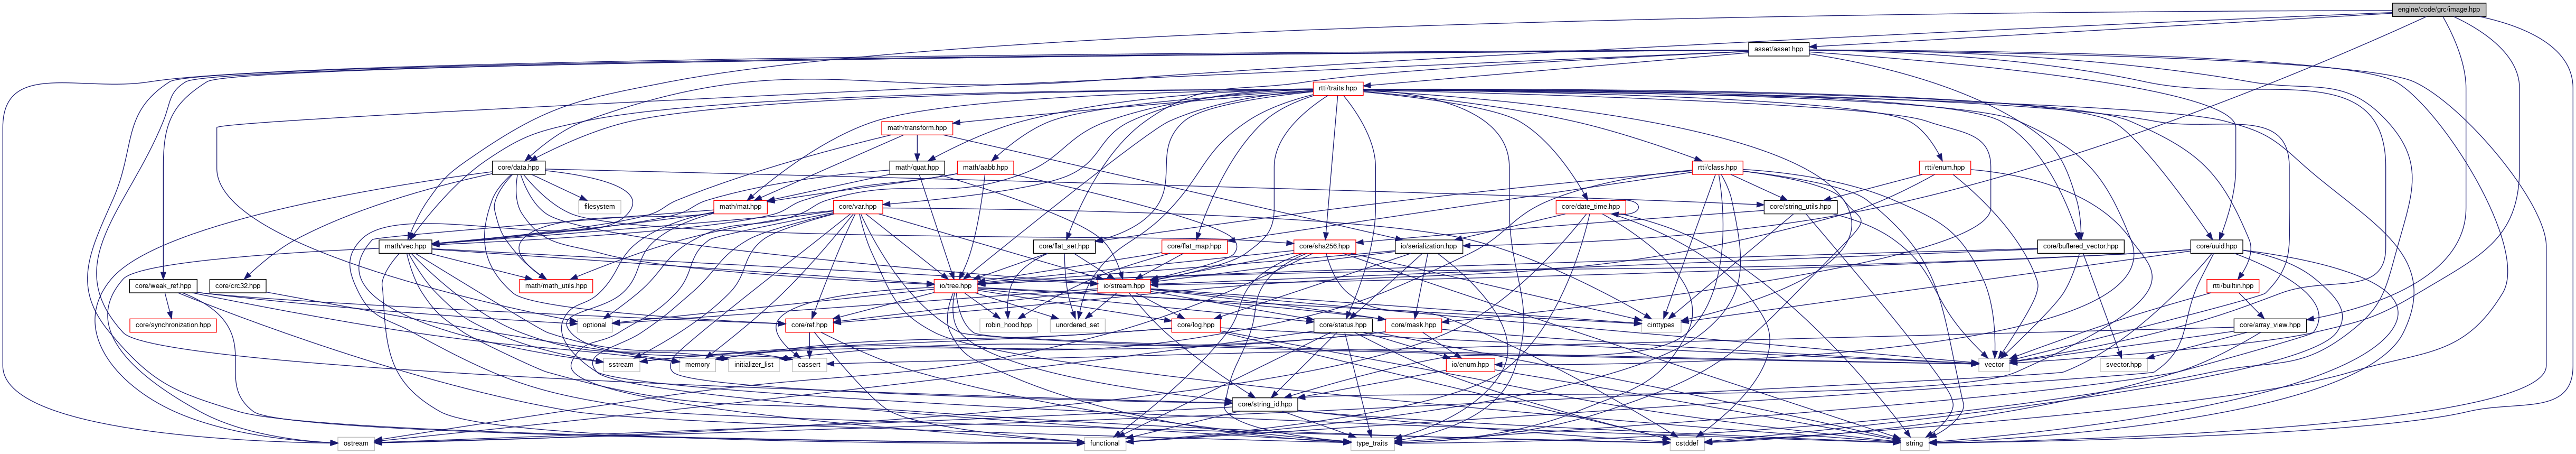 engine/code/grc/image.hpp
asset/asset.hpp
rtti/traits.hpp
math/transform.hpp
core/data.hpp
math/quat.hpp
math/aabb.hpp
rtti/class.hpp
rtti/enum.hpp
filesystem
math/mat.hpp
core/var.hpp
core/date_time.hpp
core/string_utils.hpp
math/vec.hpp
core/flat_set.hpp
core/flat_map.hpp
core/sha256.hpp
io/serialization.hpp
core/buffered_vector.hpp
core/uuid.hpp
core/weak_ref.hpp
core/crc32.hpp
math/math_utils.hpp
io/tree.hpp
io/stream.hpp
rtti/builtin.hpp
core/synchronization.hpp
optional
core/ref.hpp
robin_hood.hpp
unordered_set
core/log.hpp
core/status.hpp
core/mask.hpp
cinttypes
core/array_view.hpp
sstream
memory
initializer_list
cassert
io/enum.hpp
vector
svector.hpp
core/string_id.hpp
ostream
functional
type_traits
cstddef
string